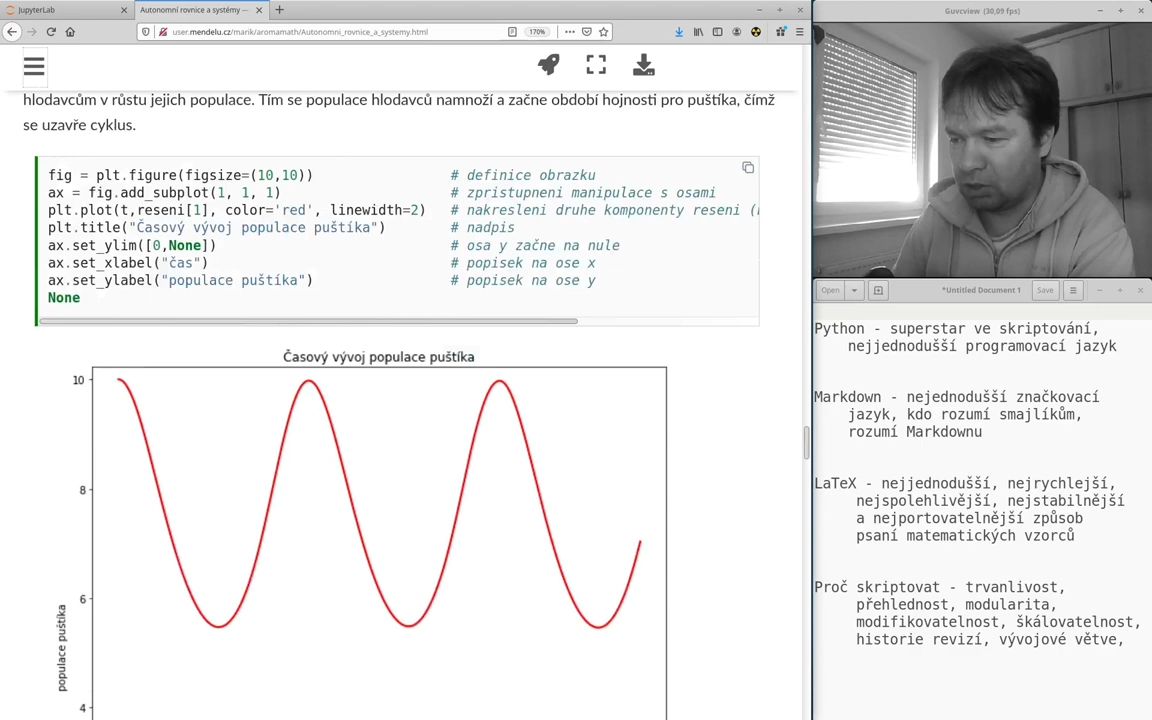 JupyterLab
Autonomní rovnice a systémy —
user.mendelu.cz/marik/aromamath/Autonomni_rovnice_a_systemy.html
170%
hlodavcům v růstu jejich populace. Tím se populace hlodavců namnoží a začne období hojnosti pro puštíka, čímž
se uzavře cyklus.
fig = plt.figure(figsize=(10,10)) # definice obrazku
ax = fig.add_subplot(1, 1, 1) # zpristupneni manipulace s osami
plt.plot(t,reseni[1], color='red', linewidth=2) # nakresleni druhe komponenty reseni
plt.title("Časový vývoj populace puštíka") # nadpis
ax.set_ylim([0,None]) # osa y začne na nule
ax.set_xlabel("čas") # popisek na ose x
ax.set_ylabel("populace puštíka") # popisek na ose y
None
Časový vývoj populace puštíka
10
8
6
4
populace puštíka
Guvcview (30,09 fps)
Open
*Untitled Document 1
Save
Python - superstar ve skriptování,
nejjednodušší programovací jazyk
Markdown - nejednodušší značkovací
jazyk, kdo rozumí smajlíkům,
rozumí Markdownu
LaTeX - nejjednodušší, nejrychlejší,
nejspolehlivější, nejstabilnější
a nejportovatelnější způsob
psaní matematických vzorců
Proč skriptovat - trvanlivost,
přehlednost, modularita,
modifikovatelnost, škálovatelnost,
historie revizí, vývojové větve,